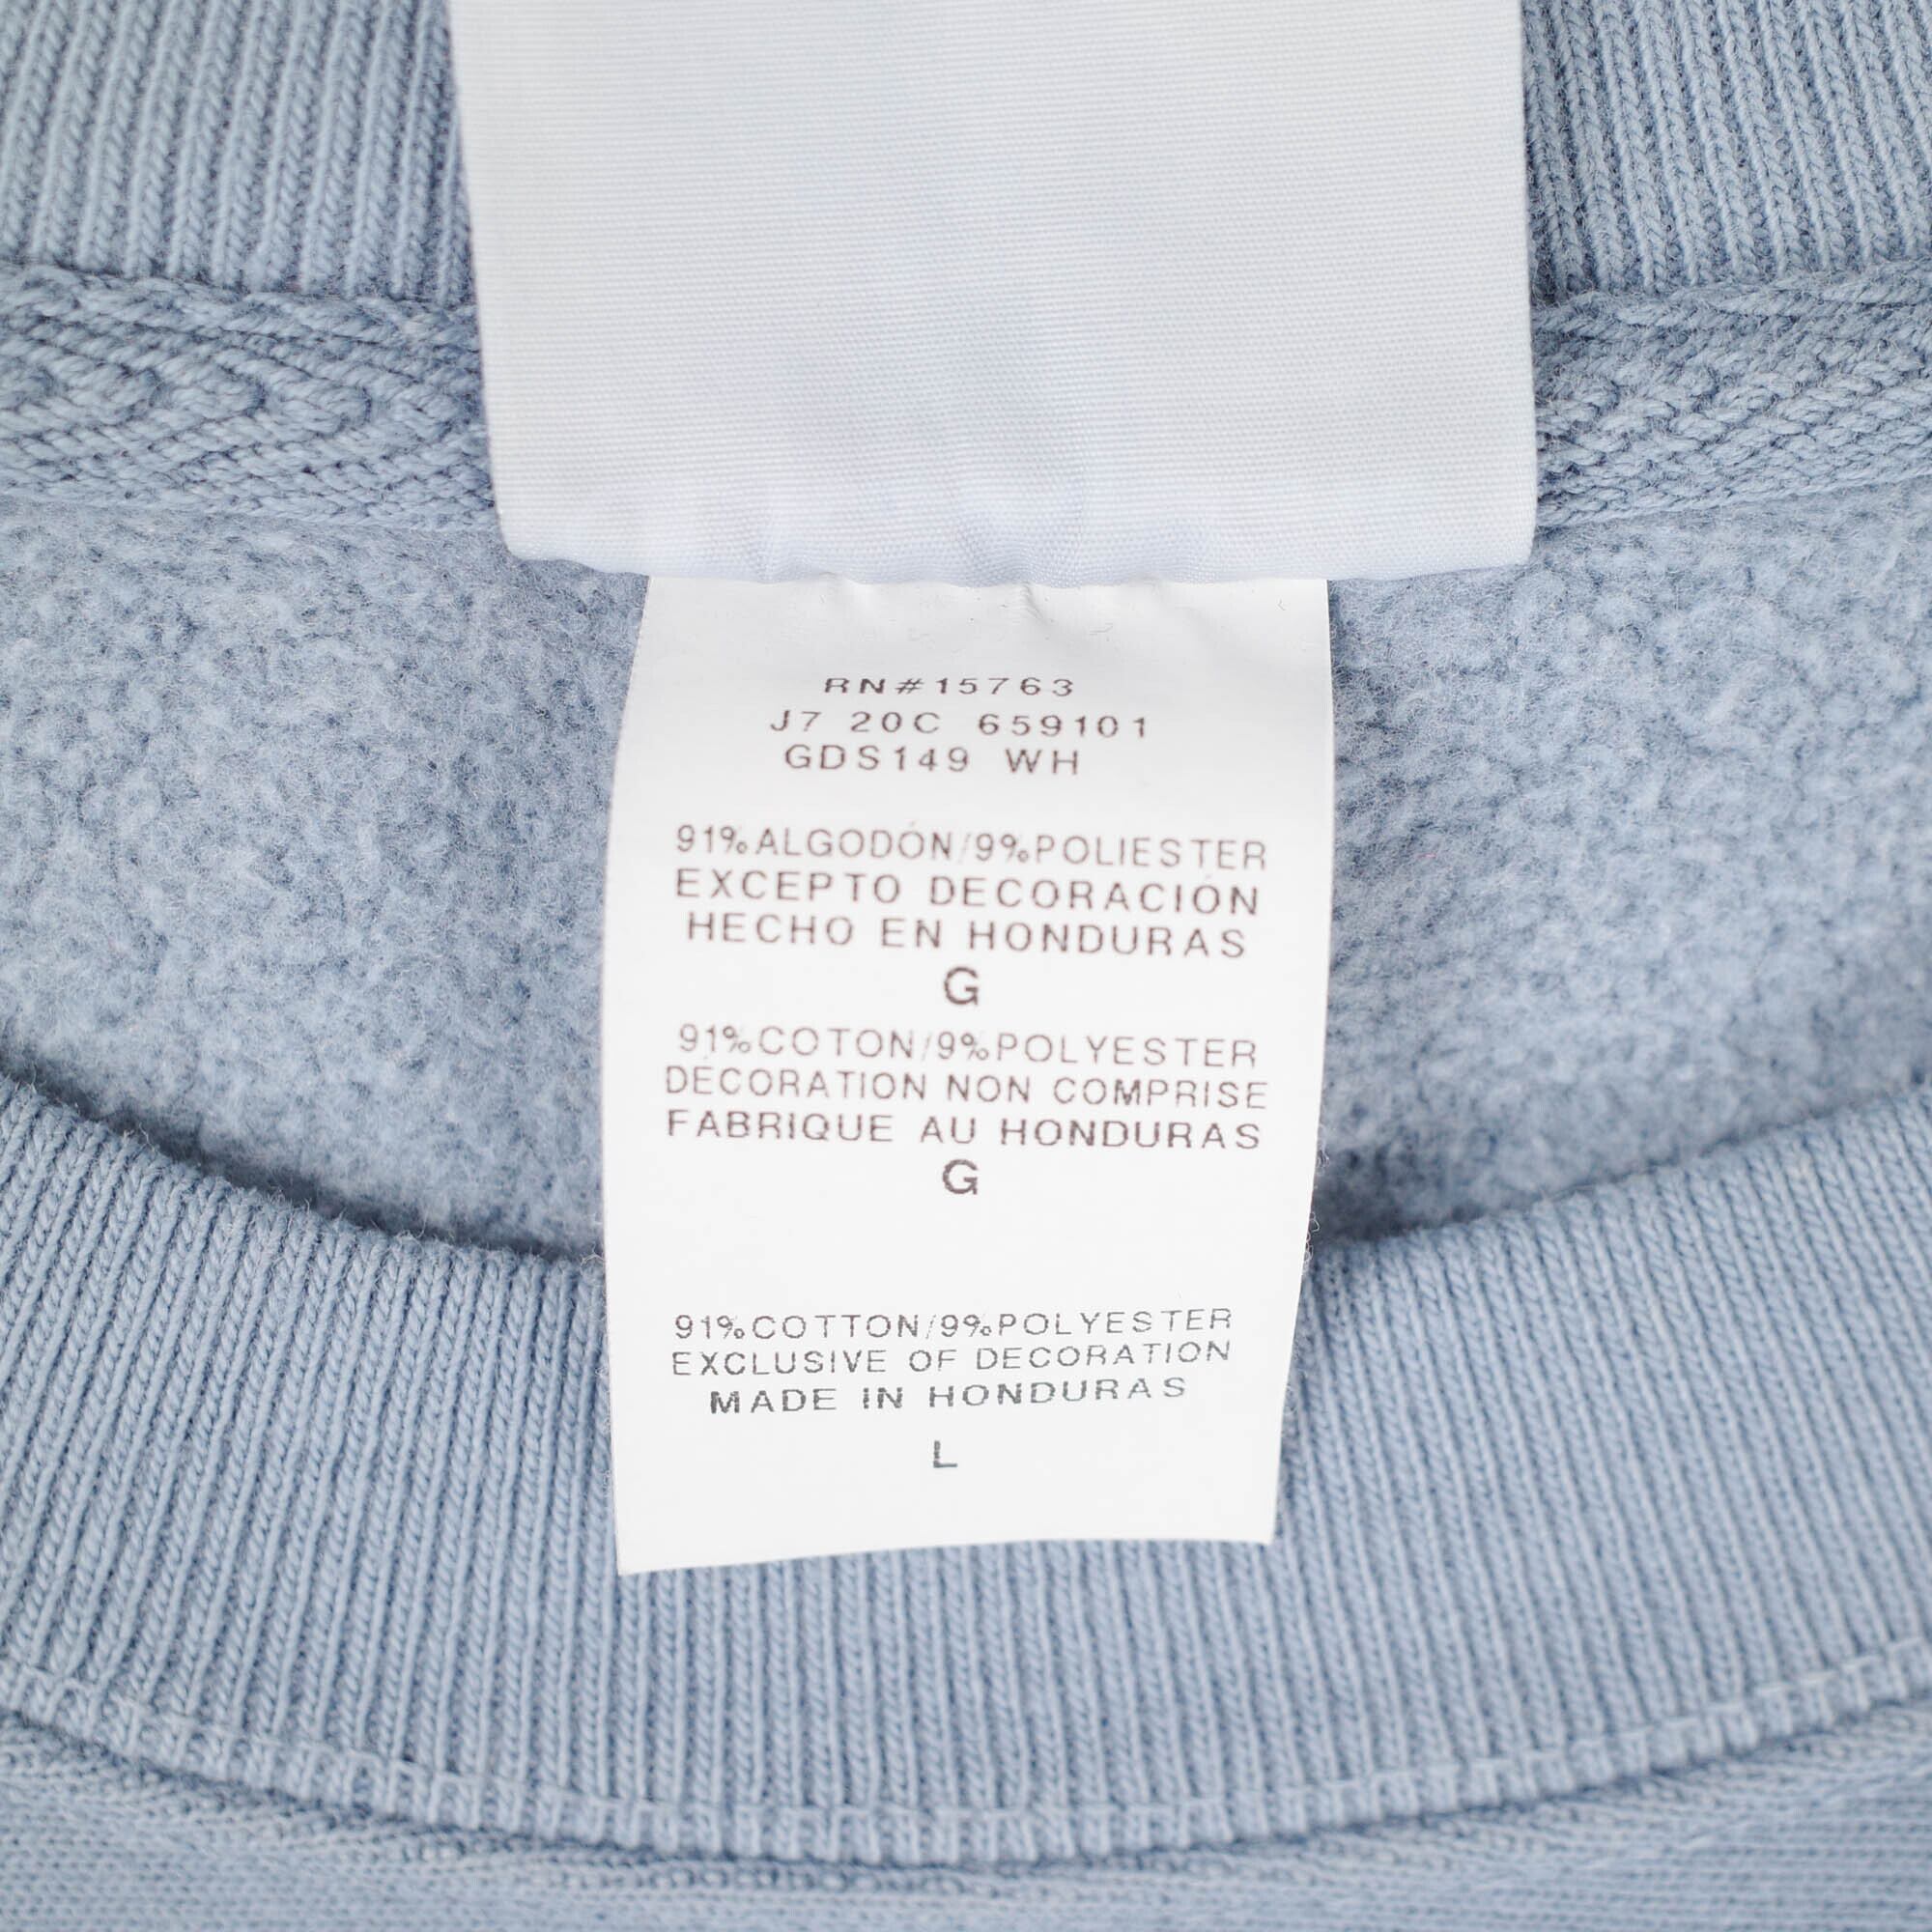 RN#15763
J7 20C 659101
GDS149 WH
91%ALGODÓN/9%POLIESTER
EXCEPTO DECORACIÓN
HECHO EN HONDURAS
G
91%COTON/9%POLYESTER
DÉCORATION NON COMPRISE
FABRIQUE AU HONDURAS
G
91%COTTON/9%POLYESTER
EXCLUSIVE OF DECORATION
MADE IN HONDURAS
L